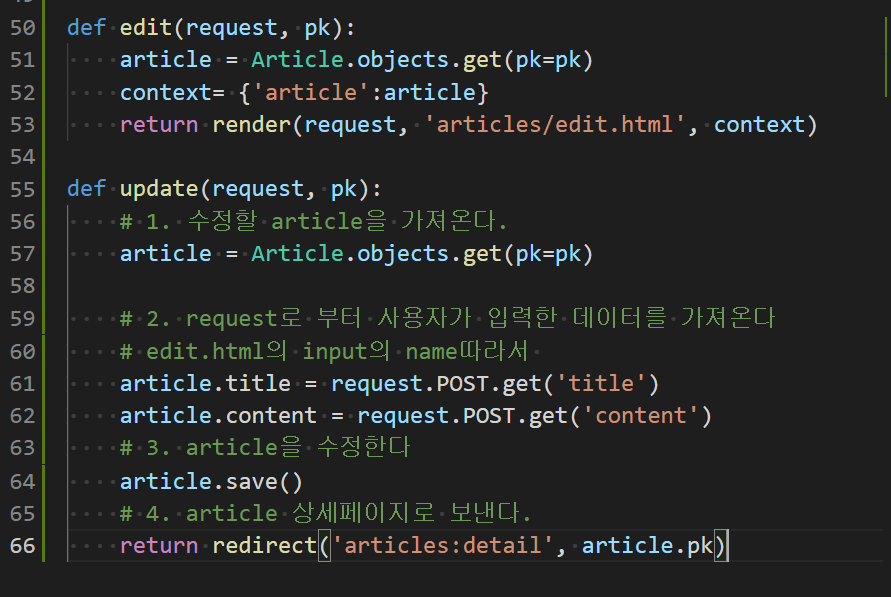 50 def edit(request, pk):
51     article = Article.objects.get(pk=pk)
52     context= {'article':article}
53     return render(request, 'articles/edit.html', context)
54
55 def update(request, pk):
56     # 1. 수정할 article을 가져온다.
57     article = Article.objects.get(pk=pk)
58
59     # 2. request로 부터 사용자가 입력한 데이터를 가져온다
60     # edit.html의 input의 name따라서
61     article.title = request.POST.get('title')
62     article.content = request.POST.get('content')
63     # 3. article을 수정한다
64     article.save()
65     # 4. article 상세페이지로 보낸다.
66     return redirect('articles:detail', article.pk)